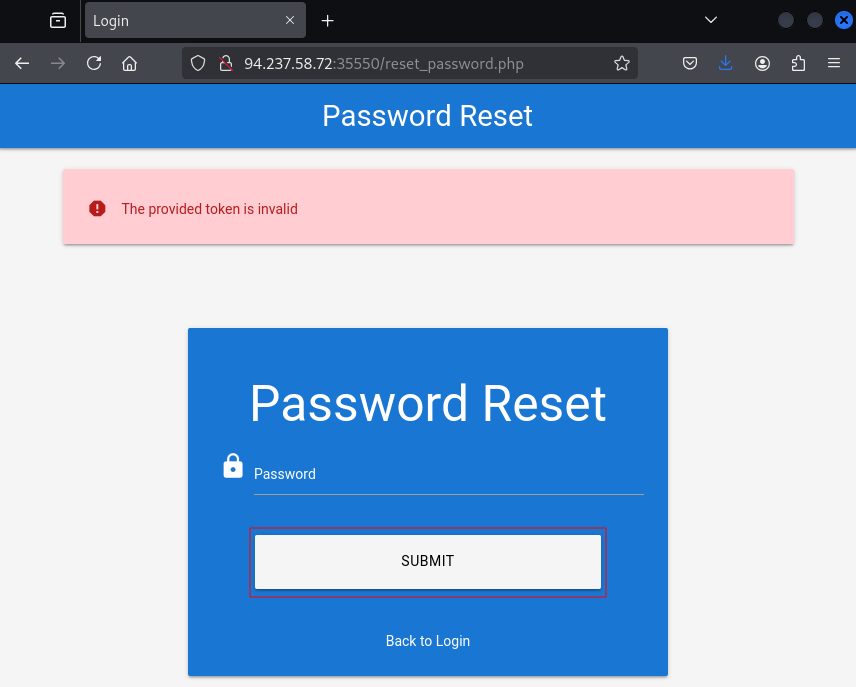 Login
94.237.58.72:35550/reset_password.php
Password Reset
The provided token is invalid
Password Reset
Password
SUBMIT
Back to Login